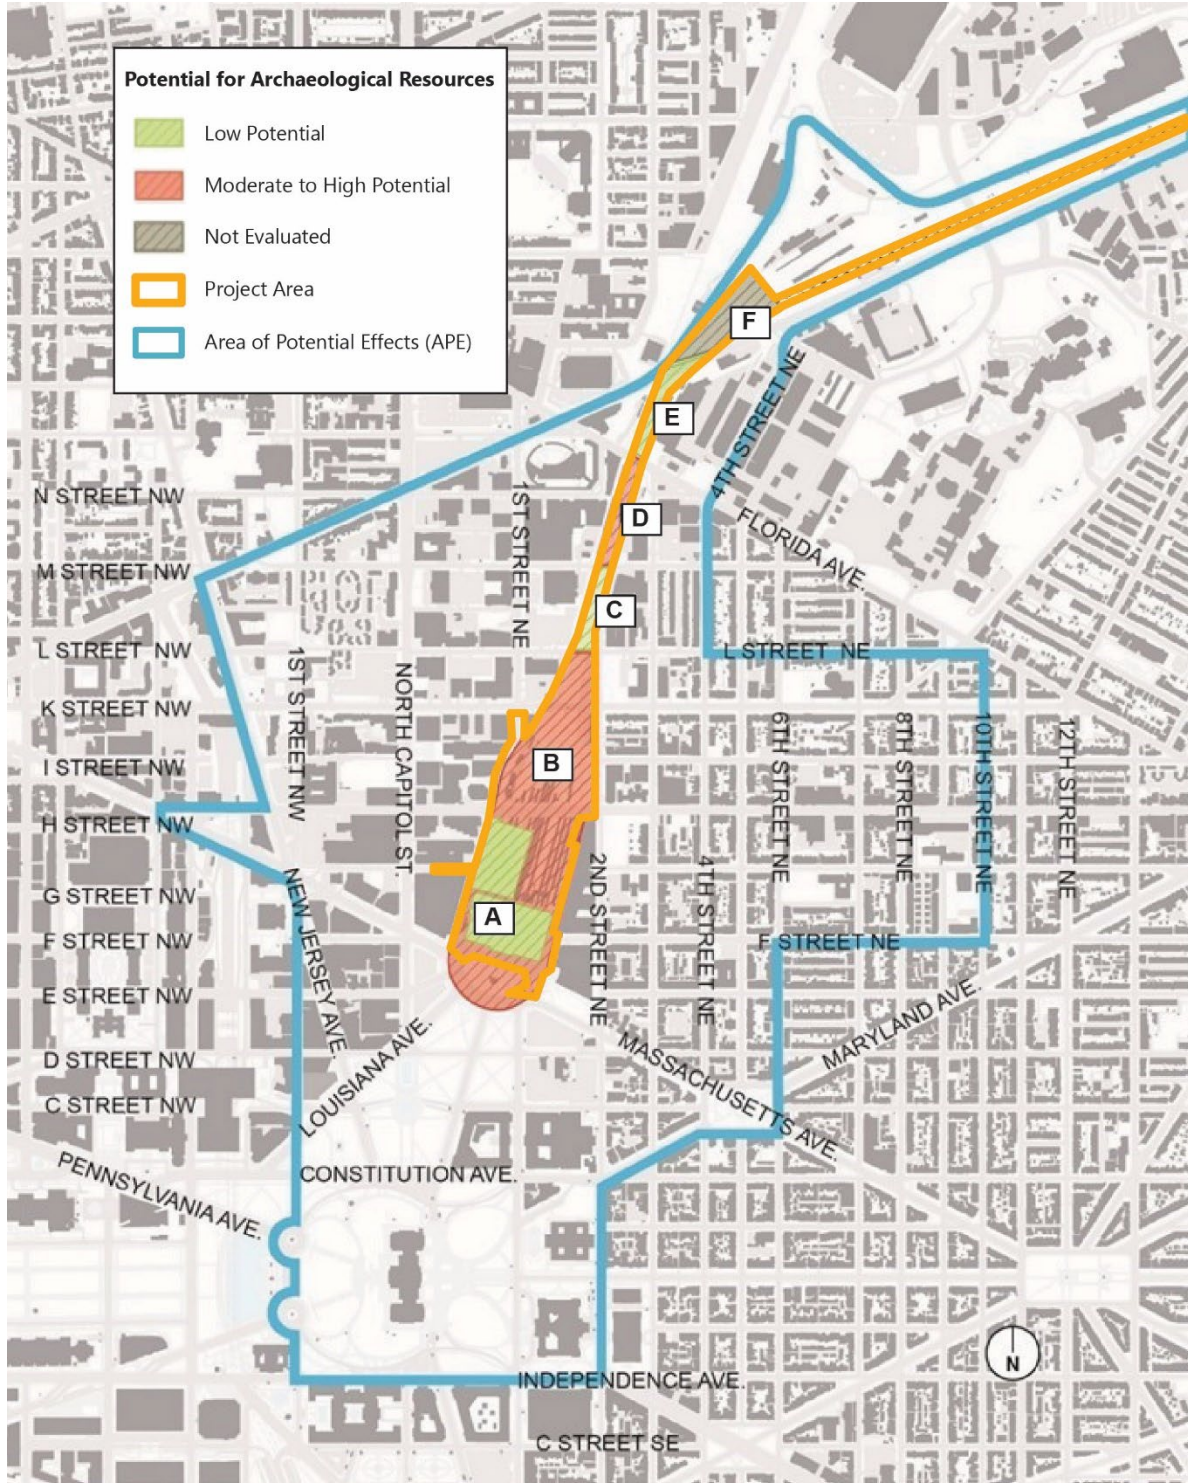 Potential for Archaeological Resources
Low Potential
Moderate to High Potential
Not Evaluated
Project Area
Area of Potential Effects (APE)
F
E
4TH STREET NE
N STREET NW
1ST STREET NE
D
FLORIDA AVE.
M STREET NW
C
L STREET NW
L STREET NE
1ST STREET NW
NORTH CAPITOL ST.
K STREET NW
6TH STREET NE
8TH STREET NE
10TH STREET NE
12TH STREET NE
I STREET NW
B
H STREET NW
G STREET NW
NEW JERSEY AVE.
2ND STREET NE
4TH STREET NE
A
F STREET NW
F STREET NE
E STREET NW
MARYLAND AVE.
D STREET NW
LOUISIANA AVE.
MASSACHUSETTS AVE.
C STREET NW
PENNSYLVANIA AVE.
CONSTITUTION AVE.
N
INDEPENDENCE AVE.
C STREET SE